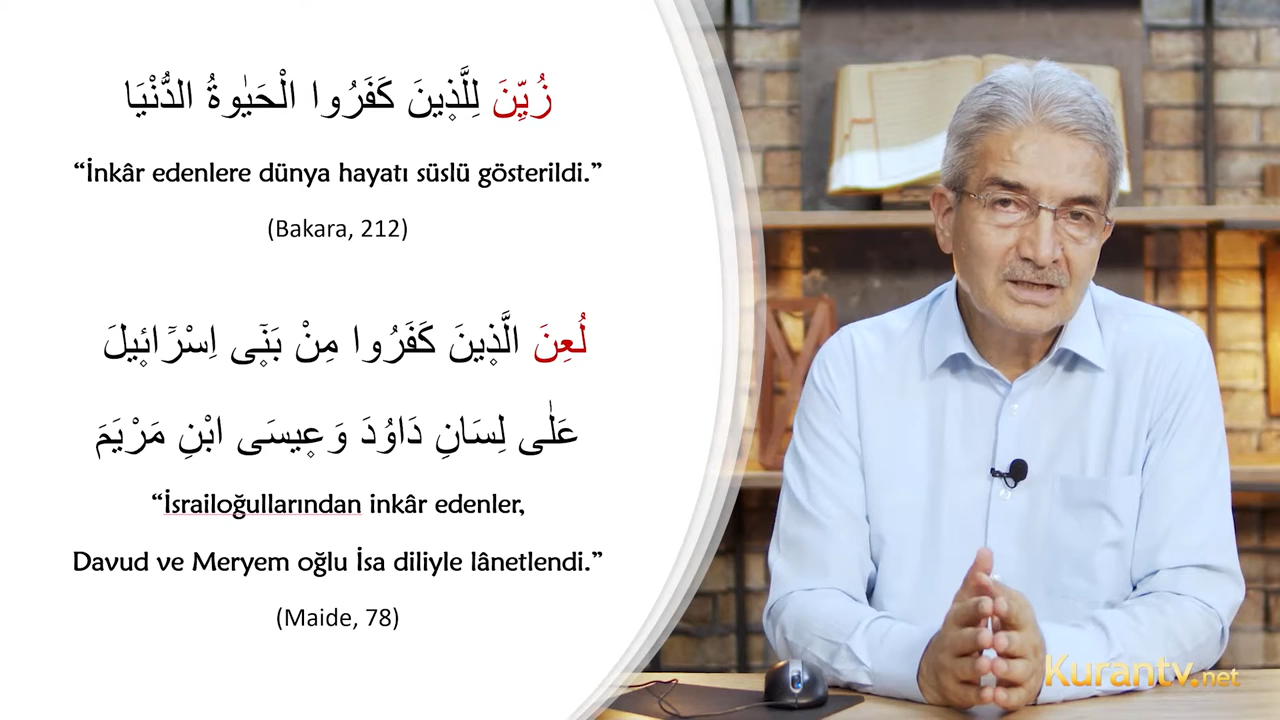 زُيِّنَ لِلَّذ۪ينَ كَفَرُوا الْحَيٰوةُ الدُّنْيَا
“İnkâr edenlere dünya hayatı süslü gösterildi.”
(Bakara, 212)
لُعِنَ الَّذ۪ينَ كَفَرُوا مِنْ بَن۪ٓى اِسْرَٓائ۪يلَ
عَلٰى لِسَانِ دَاوُدَ وَع۪يسَى ابْنِ مَرْيَمَ
“İsrailoğullarından inkâr edenler,
Davud ve Meryem oğlu İsa diliyle lânetlendi.”
(Maide, 78)
Kurantv.net